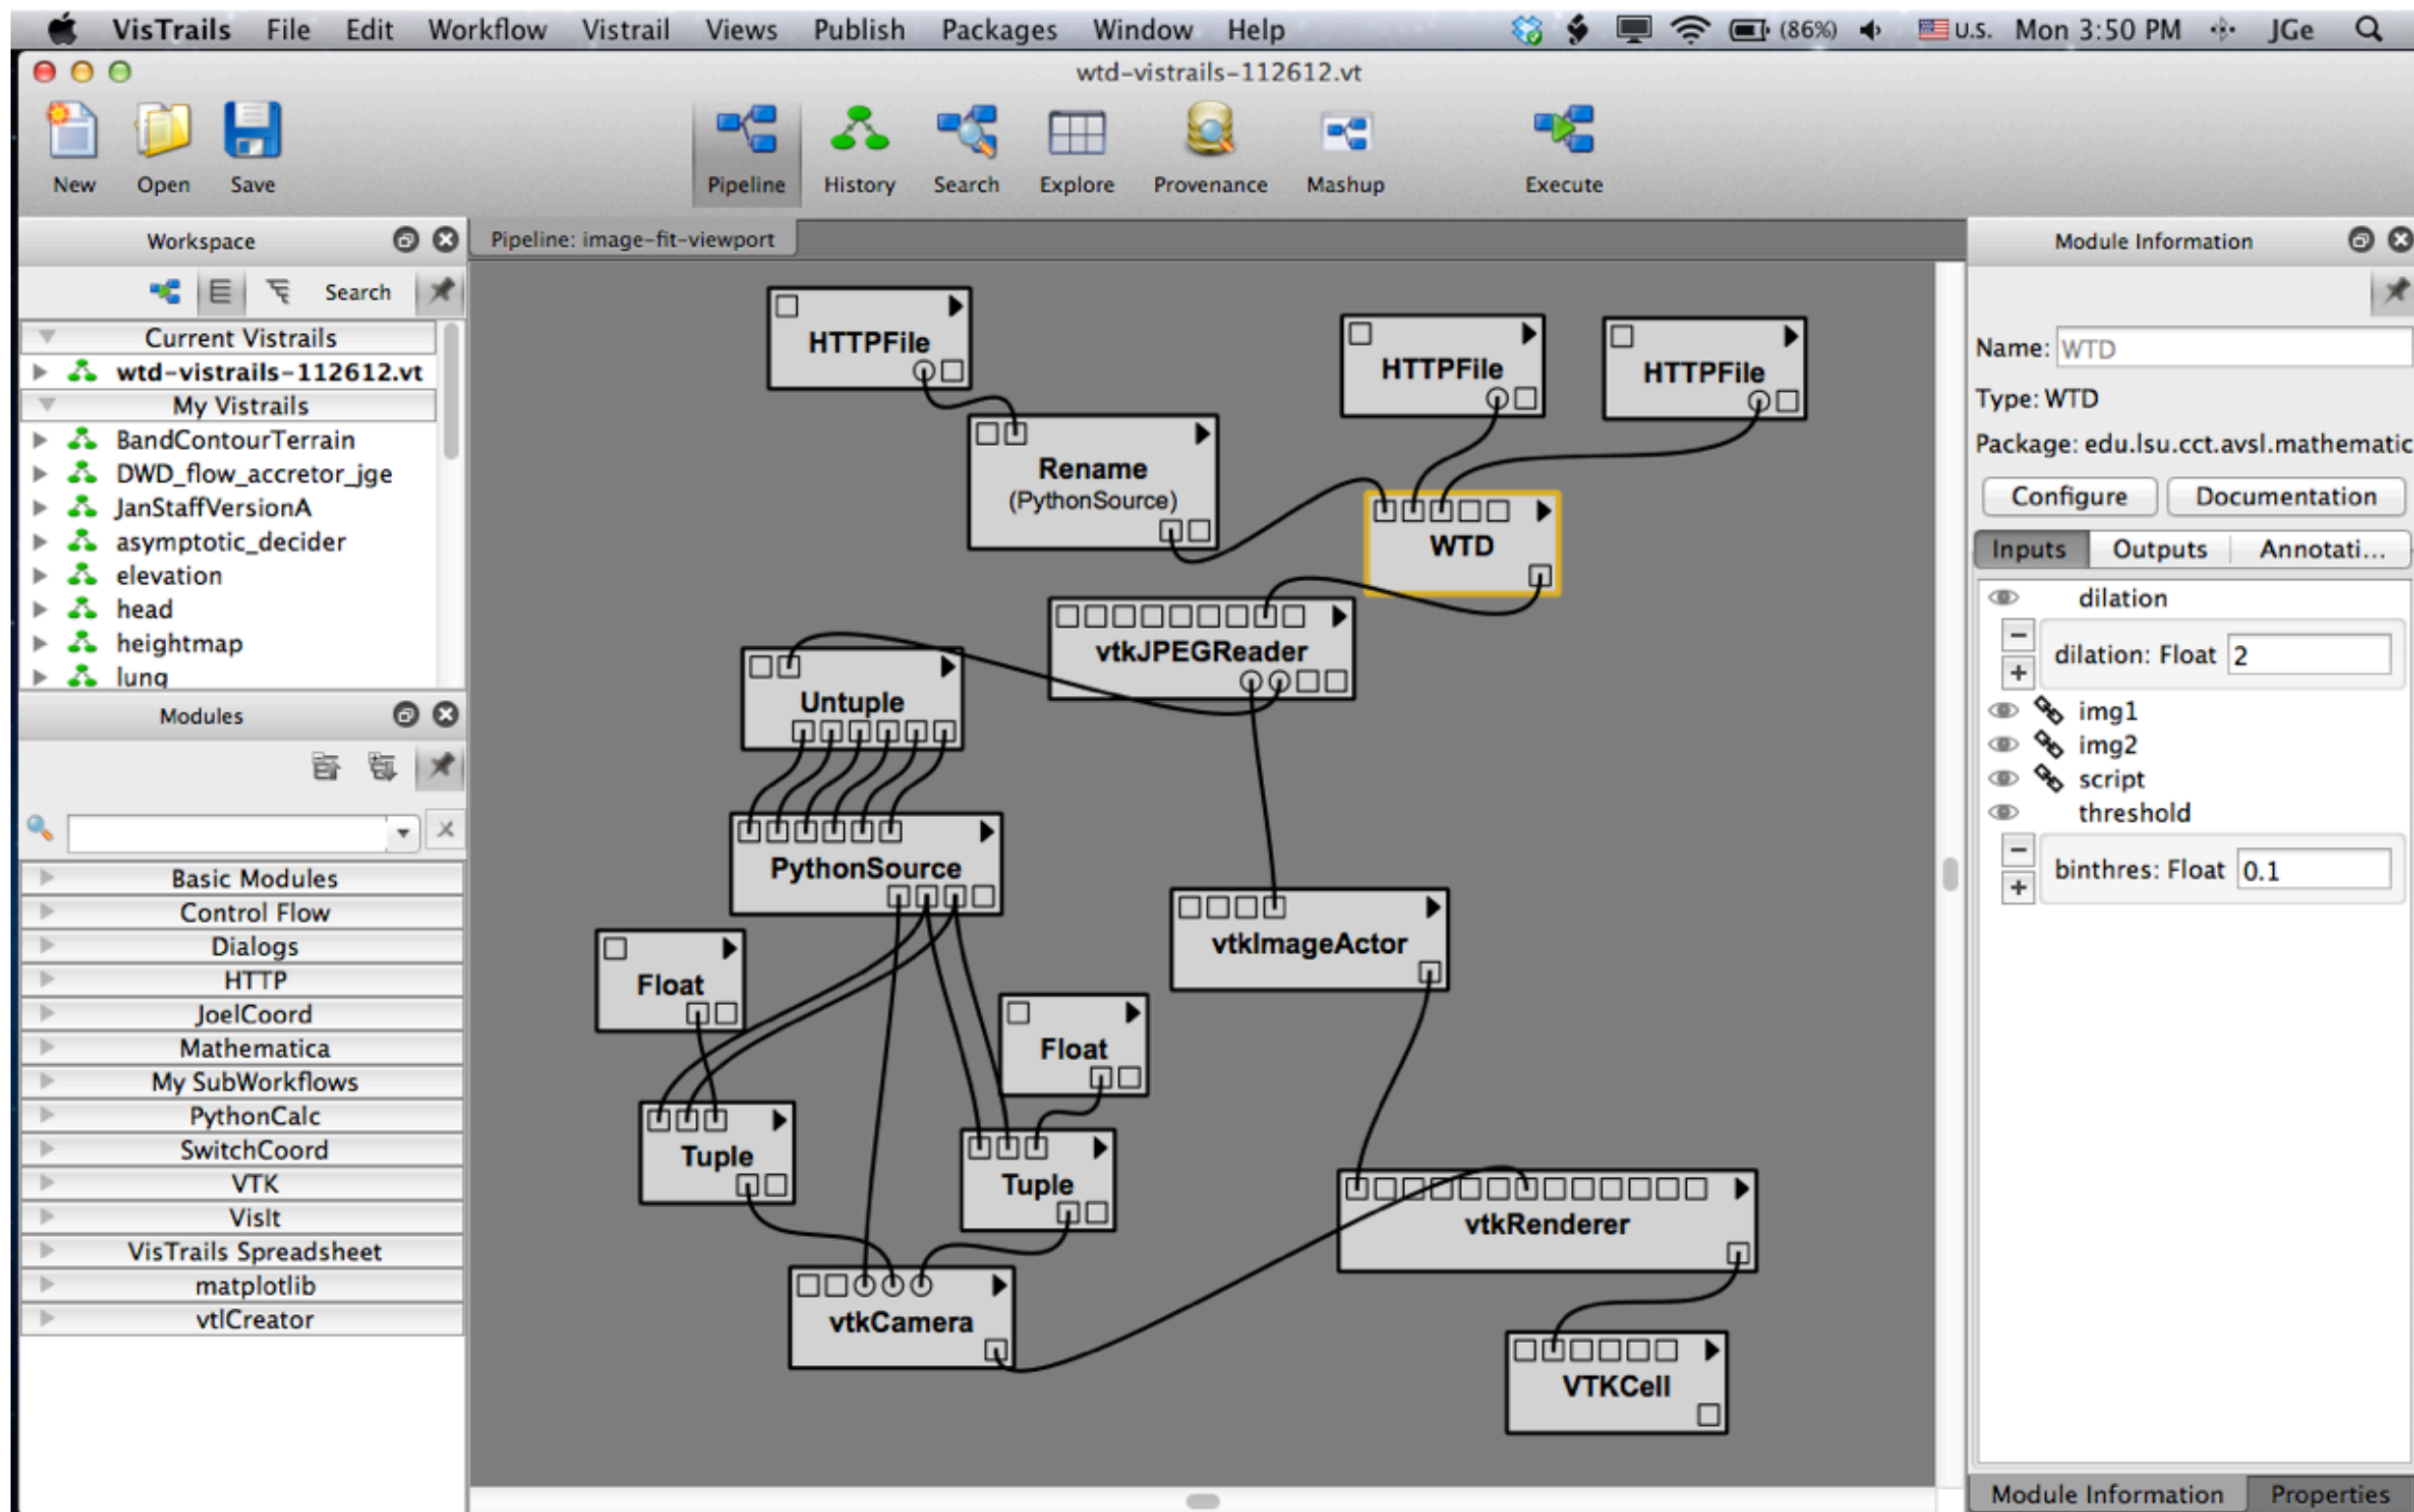 VisTrails File Edit Workflow Vistrail Views Publish Packages Window Help (86%) U.S. Mon 3:50 PM JGe
wtd-vistrails-112612.vt
New Open Save Pipeline History Search Explore Provenance Mashup Execute
Workspace
Search
Current Vistrails
wtd-vistrails-112612.vt
My Vistrails
BandContourTerrain
DWD_flow_accretor_jge
JanStaffVersionA
asymptotic_decider
elevation
head
heightmap
lung
Modules
Basic Modules
Control Flow
Dialogs
HTTP
JoelCoord
Mathematica
My SubWorkflows
PythonCalc
SwitchCoord
VTK
VisIt
VisTrails Spreadsheet
matplotlib
vtlCreator
Pipeline: image-fit-viewport
HTTPFile
HTTPFile
HTTPFile
Rename
(PythonSource)
WTD
vtkJPEGReader
Untuple
PythonSource
vtkImageActor
Float
Float
Tuple
Tuple
vtkRenderer
vtkCamera
VTKCell
Module Information
Name: WTD
Type: WTD
Package: edu.lsu.cct.avsl.mathematic
Configure Documentation
Inputs Outputs Annotati...
dilation
dilation: Float 2
img1
img2
script
threshold
binthres: Float 0.1
Module Information Properties